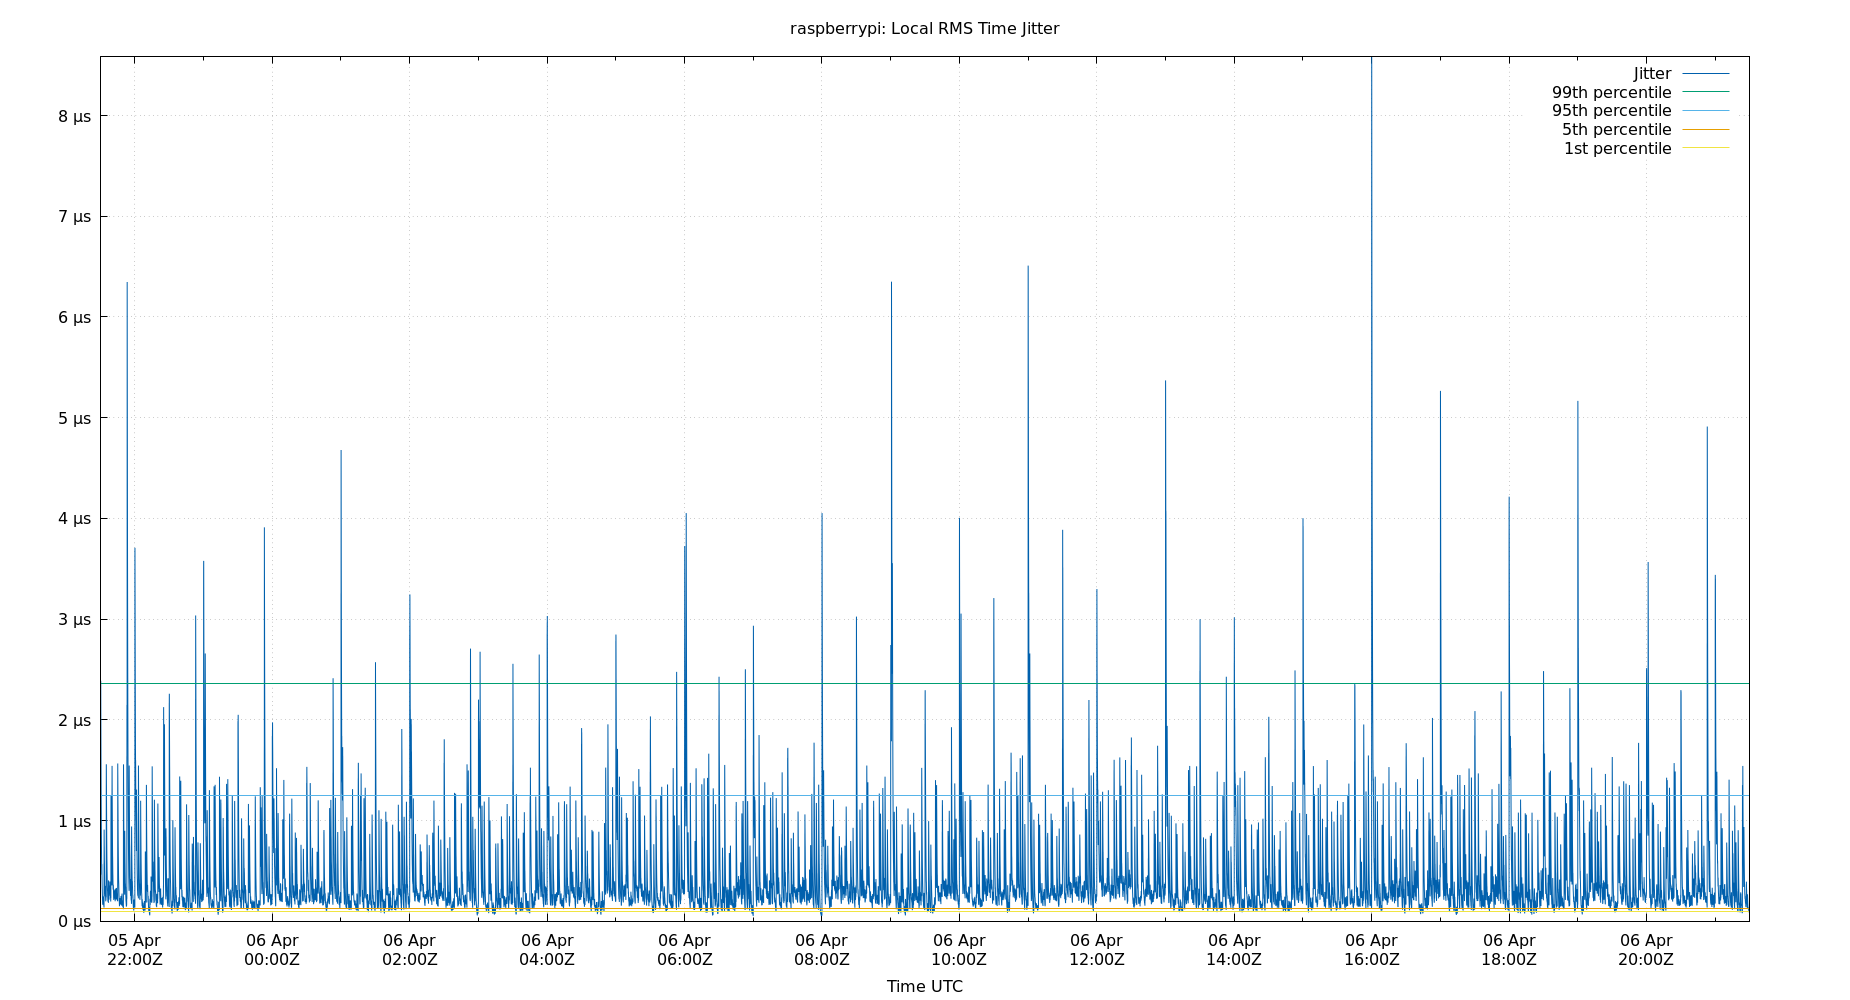 raspberrypi: Local RMS Time Jitter
Jitter
99th percentile
95th percentile
5th percentile
1st percentile
8 µs
7 µs
6 µs
5 µs
4 µs
3 µs
2 µs
1 µs
0 µs
05 Apr 06 Apr 06 Apr 06 Apr 06 Apr 06 Apr 06 Apr 06 Apr 06 Apr 06 Apr 06 Apr 06 Apr
22:00Z 00:00Z 02:00Z 04:00Z 06:00Z 08:00Z 10:00Z 12:00Z 14:00Z 16:00Z 18:00Z 20:00Z
Time UTC